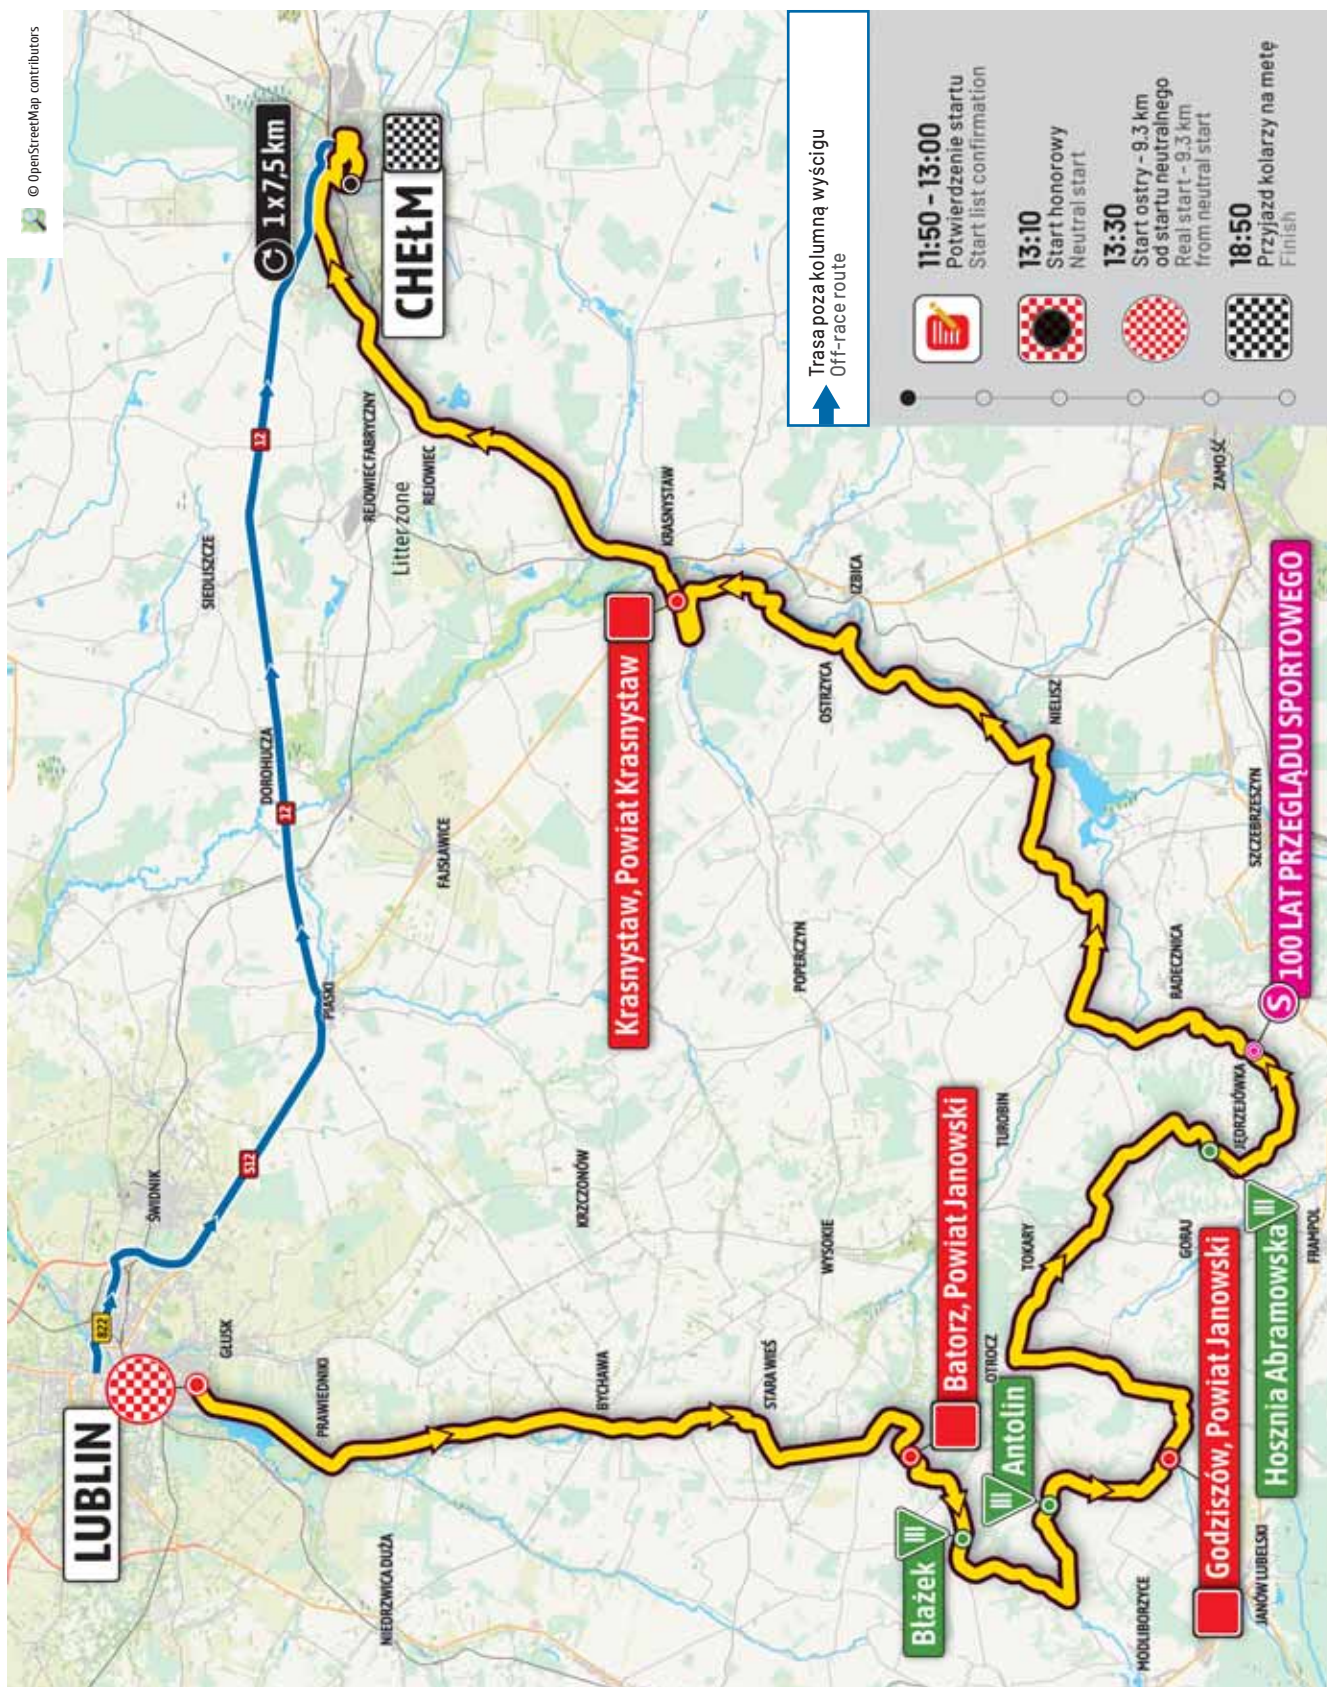 © OpenStreetMap contributors
LUBLIN
822
GŁUSK
ŚWIDNIK
S12
PIASKI
12
DOROHUCZA
SIEDLISZCZE
12
1 x 7,5 km
CHEŁM
REJOWIEC FABRYCZNY
Litter zone
REJOWIEC
PRAWIEDNIKI
NIEDRZWICA DUŻA
FAJSŁAWICE
BYCHAWA
KRZCZONÓW
Krasnystaw, Powiat Krasnystaw
KRASNYSTAW
STARA WIEŚ
WYSOKIE
POPERCZYN
OSTRZYCA
IZBICA
Błażek
III
Batorz, Powiat Janowski
Antolin
III
OTROCZ
TUROBIN
TOKARY
NIELISZ
MODLIBORZYCE
Godziszów, Powiat Janowski
GORAJ
RADECZNICA
JĘDRZEJÓWKA
ZAMOŚĆ
JANÓW LUBELSKI
Hosznia Abramowska
III
FRAMPOL
SZCZEBRZESZYN
S
100 LAT PRZEGLĄDU SPORTOWEGO
Trasa poza kolumną wyścigu
Off-race route
11:50 - 13:00
Potwierdzenie startu
Start list confirmation
13:10
Start honorowy
Neutral start
13:30
Start ostry - 9.3 km
od startu neutralnego
Real start - 9.3 km
from neutral start
18:50
Przyjazd kolarzy na metę
Finish